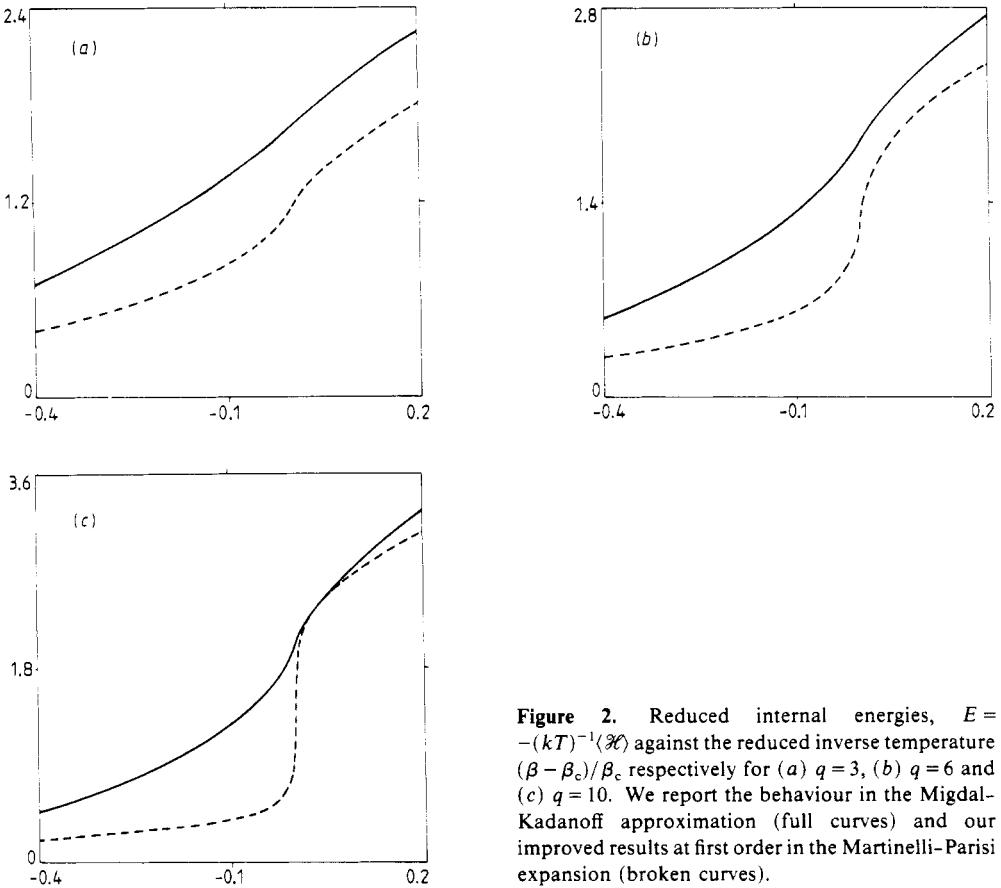 2.4
(a)
1.2
0
-0.4
-0.1
0.2
2.8
(b)
1.4
0
-0.4
-0.1
0.2
3.6
(c)
1.8
0
-0.4
-0.1
0.2
Figure 2. Reduced internal energies, E =
−(kT)⁻¹⟨ℋ⟩ against the reduced inverse temperature
(β − βc)/βc respectively for (a) q = 3, (b) q = 6 and
(c) q = 10. We report the behaviour in the Migdal-
Kadanoff approximation (full curves) and our
improved results at first order in the Martinelli-Parisi
expansion (broken curves).